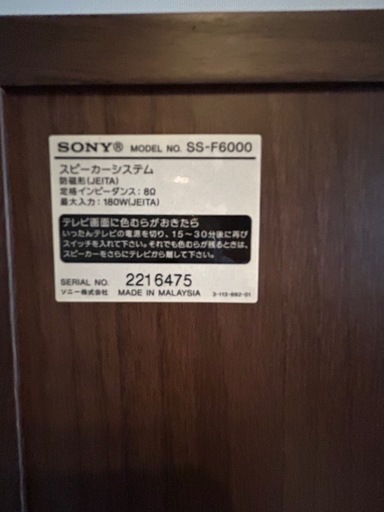 SONY® MODEL NO. SS-F6000
スピーカーシステム
防磁形(JEITA)
定格インピーダンス：8Ω
最大入力：180W(JEITA)
テレビ画面に色むらがおきたら
いったんテレビの電源を切り、15～30分後に再び
スイッチを入れて下さい。それでも色むらが残るときは、
スピーカーをさらにテレビから離して下さい。
SERIAL NO. 2216475
ソニー株式会社 MADE IN MALAYSIA 2-113-892-01